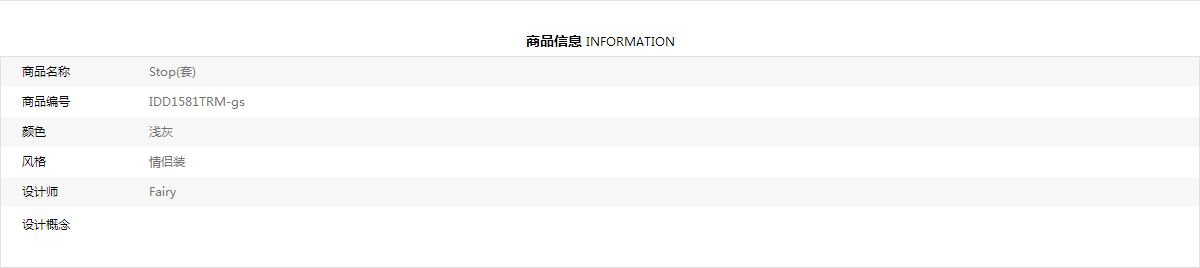 商品信息 INFORMATION
商品名称 Stop(套)
商品编号 IDD1581TRM-gs
颜色 浅灰
风格 情侣装
设计师 Fairy
设计概念